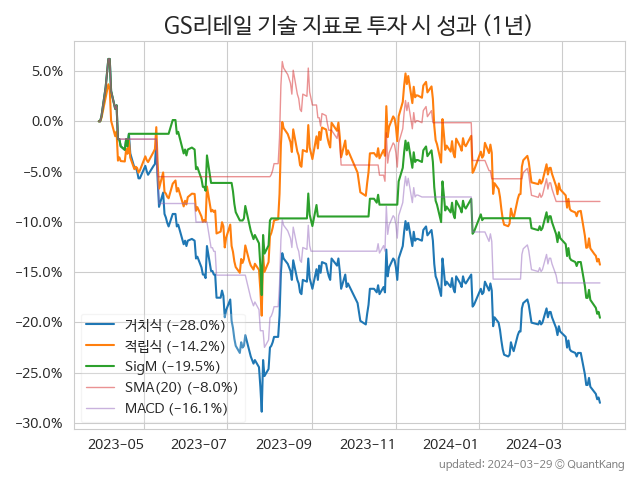 GS리테일 기술 지표로 투자 시 성과 (1년)
5.0%
0.0%
−5.0%
−10.0%
−15.0%
−20.0%
−25.0%
−30.0%
거치식 (−28.0%)
적립식 (−14.2%)
SigM (−19.5%)
SMA(20) (−8.0%)
MACD (−16.1%)
2023−05 2023−07 2023−09 2023−11 2024−01 2024−03
updated: 2024−03−29 © QuantKang